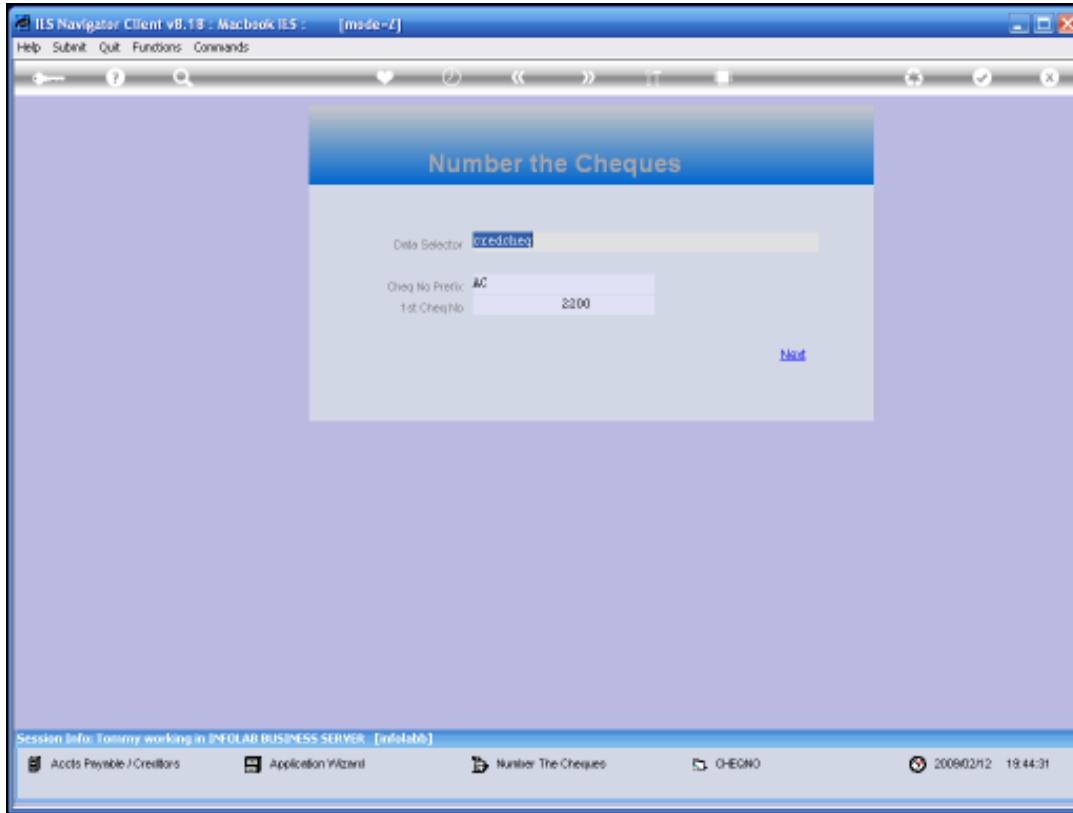 IES Navigator Client v8.18 : Macbook IES : [mode=Z]
Help Submit Quit Functions Commands
Number the Cheques
Data Selector credcheq
Cheq No Prefix AC
1st Cheq No 2200
Next
Session Info: Tommy working in INFOLAB BUSINESS SERVER [infolabb]
Accts Payable / Creditors Application Wizard Number The Cheques CHEQNO 2009/02/12 19:44:31